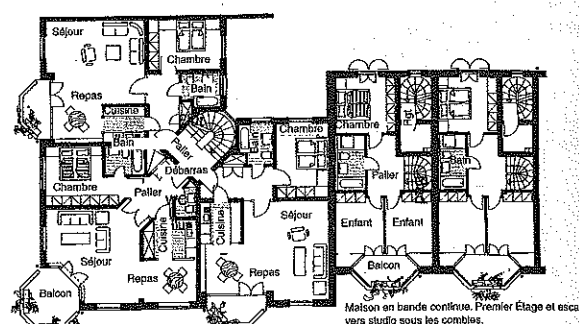 Séjour
Chambre
Repas
Bain
Cuisine
Chambre
Chambre
Rgt.
Bain
Palier
Bain
Débarras
Palier
Bain
Chambre
Palier
Cuisine
Cuisine
Séjour
Enfant
Enfant
Séjour
Repas
Repas
Balcon
Balcon
Maison en bande continue. Premier Étage et esca
vers studio sous les combles.